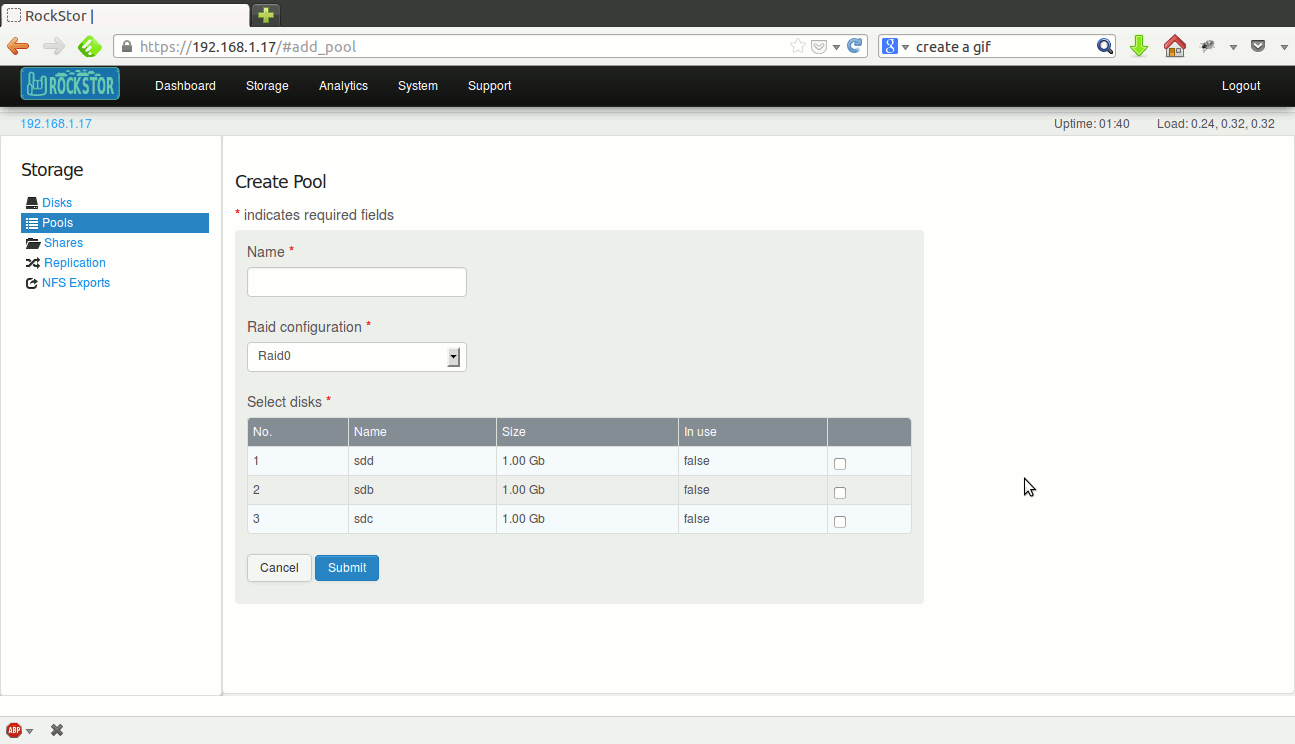 RockStor |
https://192.168.1.17/#add_pool
8 create a gif
ROCKSTOR Dashboard Storage Analytics System Support Logout
192.168.1.17 Uptime: 01:40 Load: 0.24, 0.32, 0.32
Storage
Disks
Pools
Shares
Replication
NFS Exports
Create Pool
* indicates required fields
Name *
Raid configuration *
Raid0
Select disks *
No. Name Size In use
1 sdd 1.00 Gb false
2 sdb 1.00 Gb false
3 sdc 1.00 Gb false
Cancel Submit
ABP